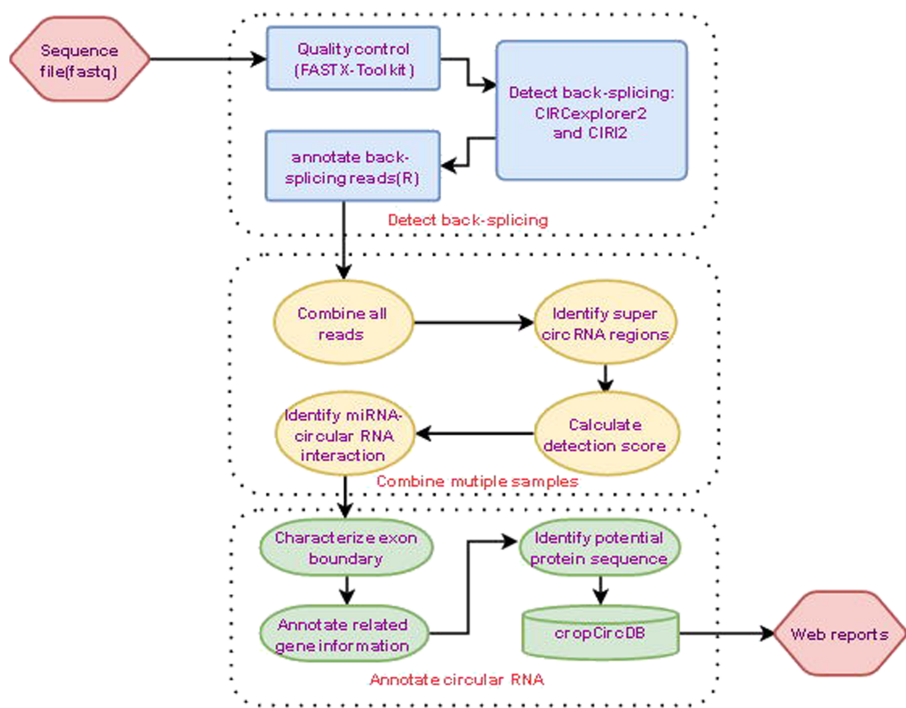 Sequence
file(fastq)
Quality control
(FASTX-Toolkit)
Detect back-splicing:
CIRCexplorer2
and CIRI2
annotate back-
splicing reads(R)
Detect back-splicing
Combine all
reads
Identify super
circ RNA regions
Identify miRNA-
circular RNA
interaction
Calculate
detection score
Combine mutiple samples
Characterize exon
boundary
Identify potential
protein sequence
Annotate related
gene information
cropCircDB
Web reports
Annotate circular RNA